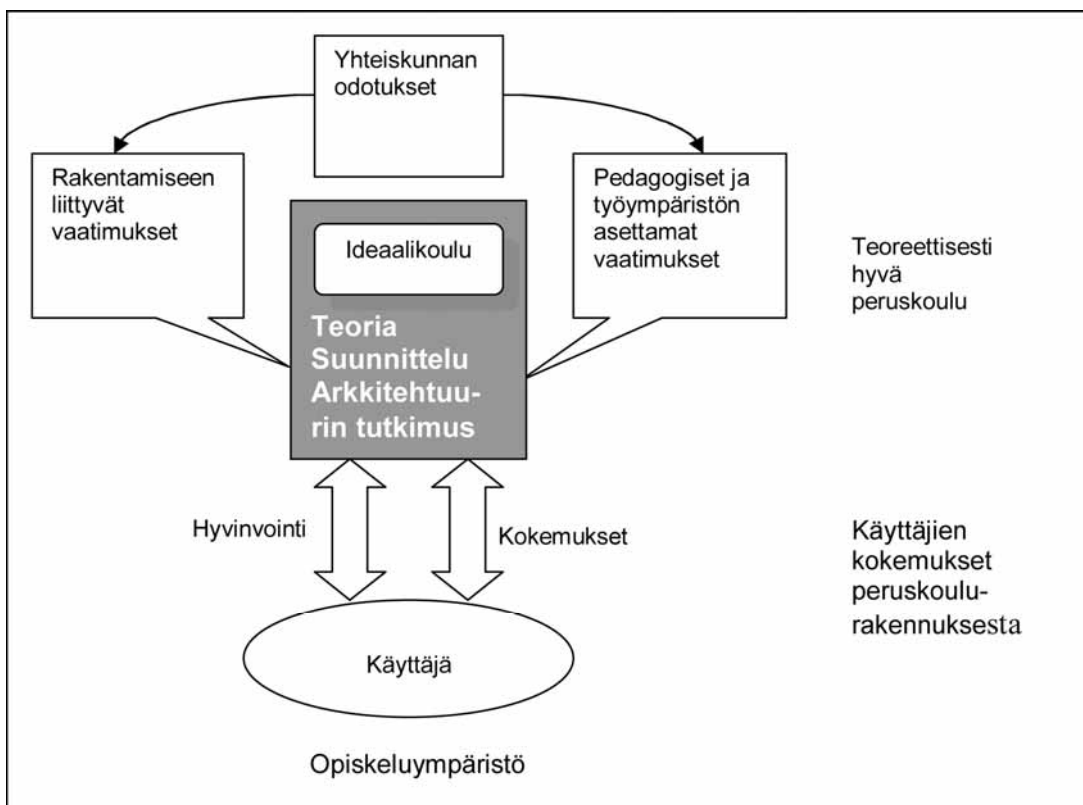 Yhteiskunnan
odotukset
Rakentamiseen
liittyvät
vaatimukset
Pedagogiset ja
työympäristön
asettamat
vaatimukset
Ideaalikoulu
Teoria
Suunnittelu
Arkkitehtuu-
rin tutkimus
Teoreettisesti
hyvä
peruskoulu
Hyvinvointi
Kokemukset
Käyttäjien
kokemukset
peruskoulu-
rakennuksesta
Käyttäjä
Opiskeluympäristö